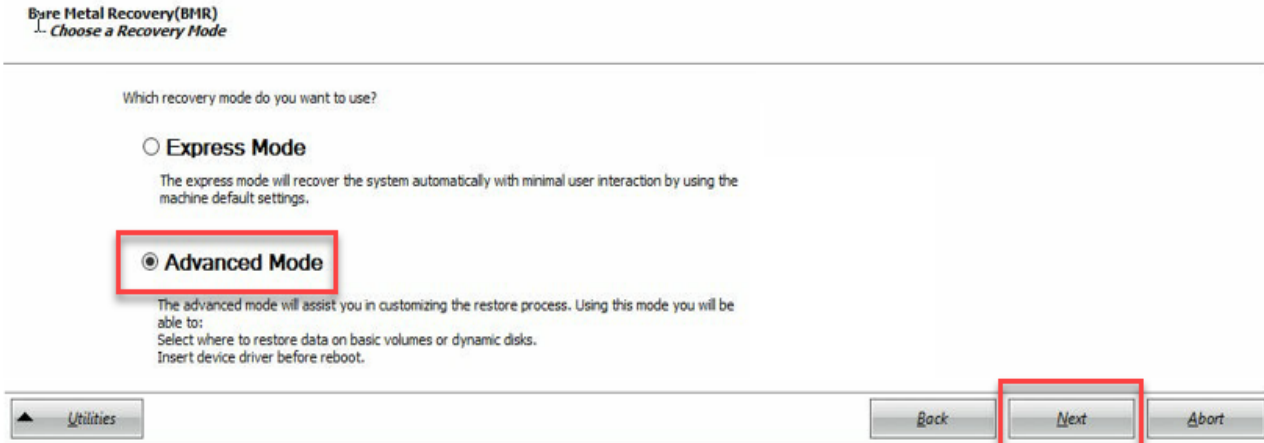 Bare Metal Recovery(BMR)
- Choose a Recovery Mode
Which recovery mode do you want to use?
Express Mode
The express mode will recover the system automatically with minimal user interaction by using the
machine default settings.
Advanced Mode
The advanced mode will assist you in customizing the restore process. Using this mode you will be
able to:
Select where to restore data on basic volumes or dynamic disks.
Insert device driver before reboot.
Utilities
Back
Next
Abort